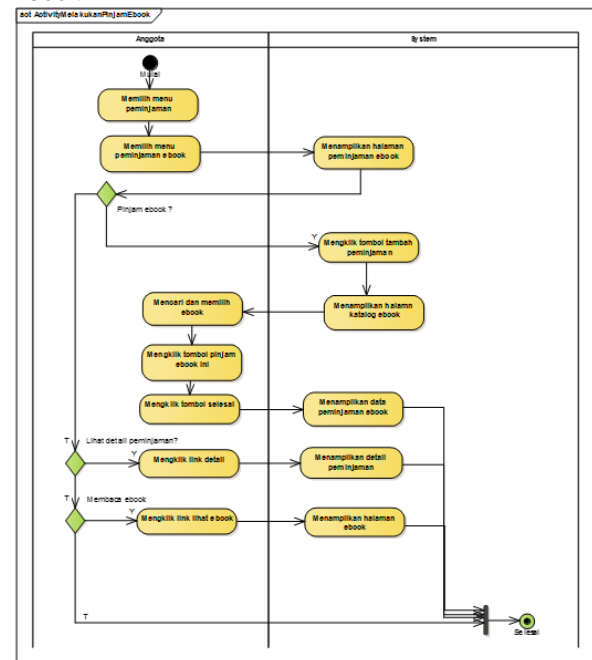 act ActivityMelakukanPinjamEbook
Anggota
System
Mulai
Memilih menu
peminjaman
Memilih menu
peminjaman ebook
Menampilkan halaman
peminjaman ebook
Pinjam ebook ?
Y
Mengklik tombol tambah
peminjaman
Mencari dan memilih
ebook
Menampilkan halamn
katalog ebook
Mengklik tombol pinjam
ebook ini
Mengklik tombol selesai
Menampilkan data
peminjaman ebook
T
Lihat detail peminjaman?
Y
Mengklik link detail
Menampilkan detail
peminjaman
T
Membaca ebook
Y
Mengklik link lihat ebook
Menampilkan halaman
ebook
T
Selesai